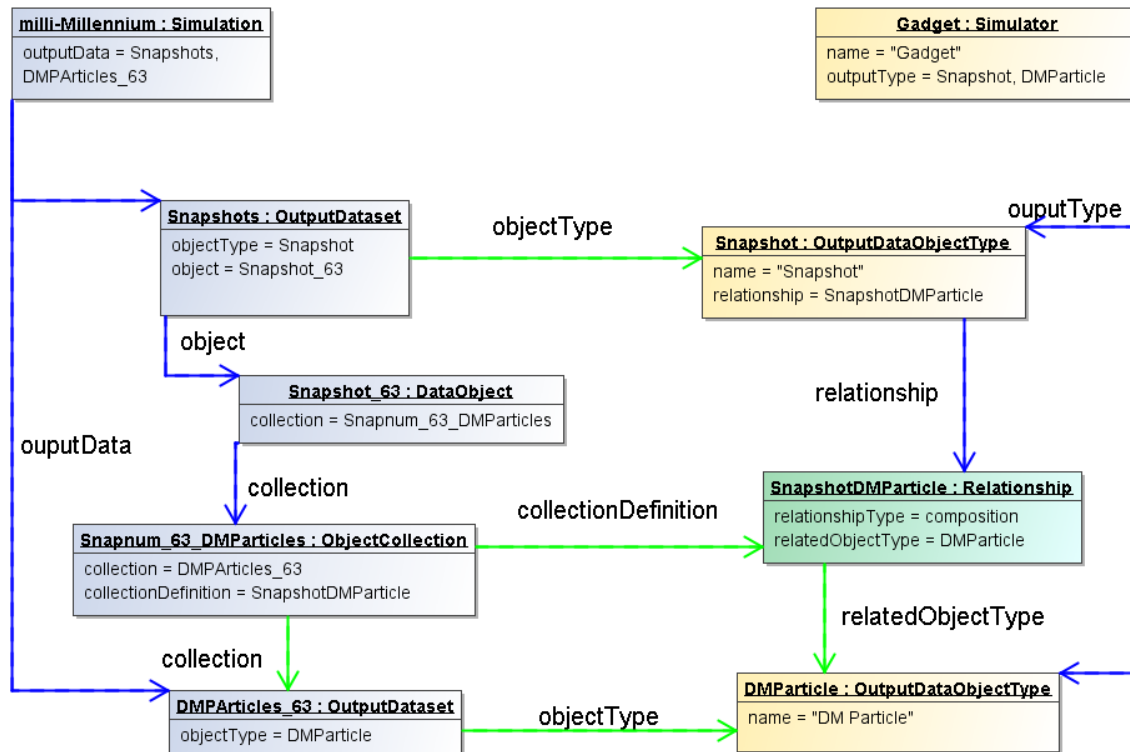 milli-Millennium : Simulation
outputData = Snapshots,
DMPArticles_63
Gadget : Simulator
name = "Gadget"
outputType = Snapshot, DMParticle
Snapshots : OutputDataset
objectType = Snapshot
object = Snapshot_63
objectType
ouputType
Snapshot : OutputDataObjectType
name = "Snapshot"
relationship = SnapshotDMParticle
object
Snapshot_63 : DataObject
collection = Snapnum_63_DMParticles
relationship
ouputData
collection
collectionDefinition
SnapshotDMParticle : Relationship
relationshipType = composition
relatedObjectType = DMParticle
Snapnum_63_DMParticles : ObjectCollection
collection = DMPArticles_63
collectionDefinition = SnapshotDMParticle
relatedObjectType
collection
DMPArticles_63 : OutputDataset
objectType = DMParticle
objectType
DMParticle : OutputDataObjectType
name = "DM Particle"